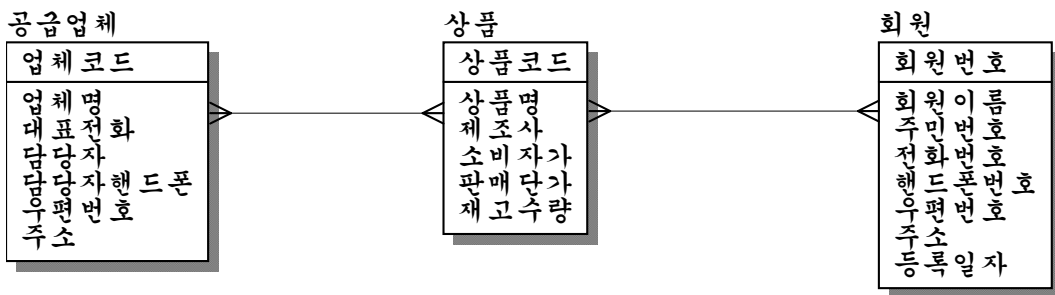 공급업체
업체코드
업체명
대표전화
담당자
담당자핸드폰
우편번호
주소
상품
상품코드
상품명
제조사
소비자가
판매단가
재고수량
회원
회원번호
회원이름
주민번호
전화번호
핸드폰번호
우편번호
주소
등록일자